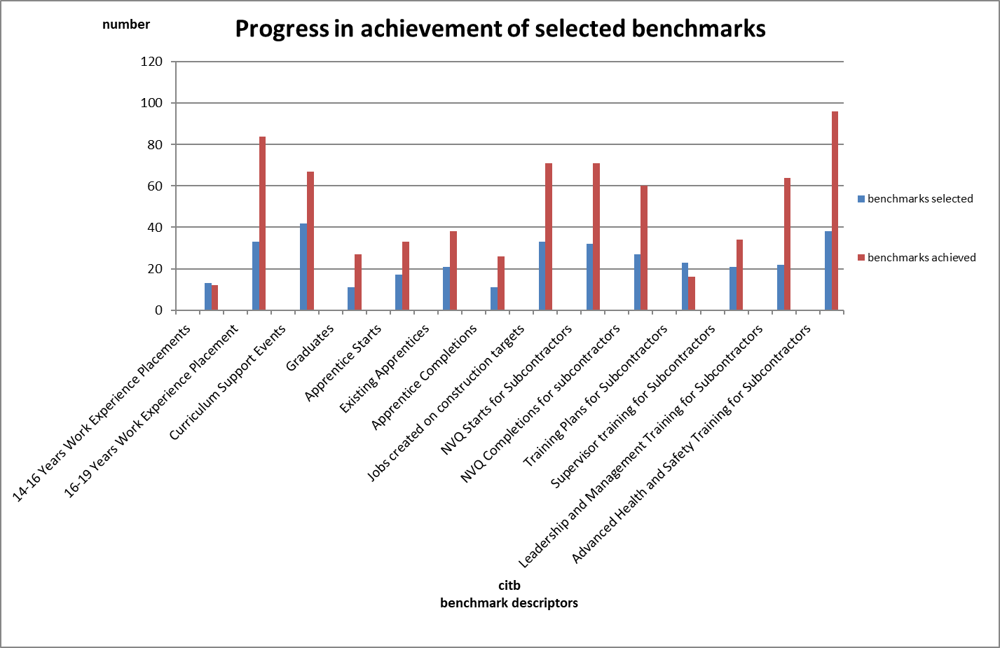 number
Progress in achievement of selected benchmarks
120
100
80
60
40
20
0
benchmarks selected
benchmarks achieved
14-16 Years Work Experience Placements
16-19 Years Work Experience Placement
Curriculum Support Events
Graduates
Apprentice Starts
Existing Apprentices
Apprentice Completions
Jobs created on construction targets
NVQ Starts for Subcontractors
NVQ Completions for subcontractors
Training Plans for Subcontractors
Supervisor training for Subcontractors
Leadership and Management Training for Subcontractors
Advanced Health and Safety Training for Subcontractors
citb
benchmark descriptors